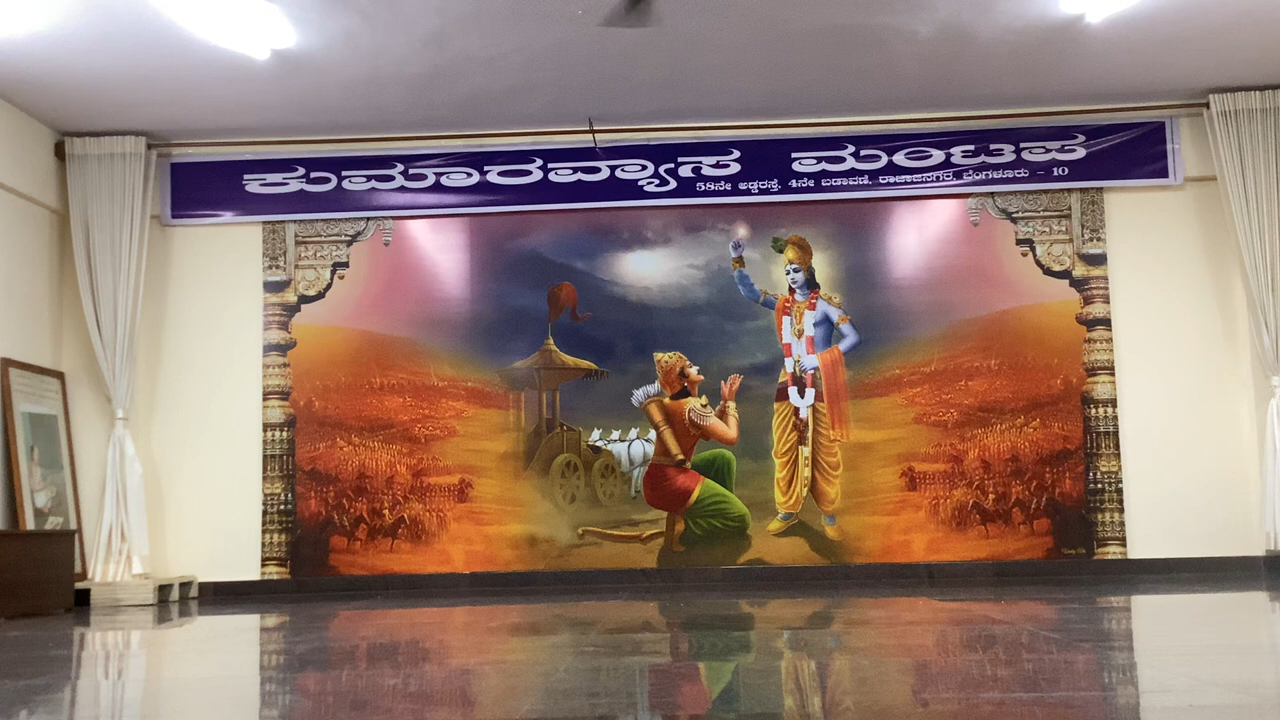 ಕುಮಾರವ್ಯಾಸ ಮಂಟಪ
58ನೇ ಅಡ್ಡರಸ್ತೆ, 4ನೇ ಬಡಾವಣೆ, ರಾಜಾಜಿನಗರ, ಬೆಂಗಳೂರು - 10